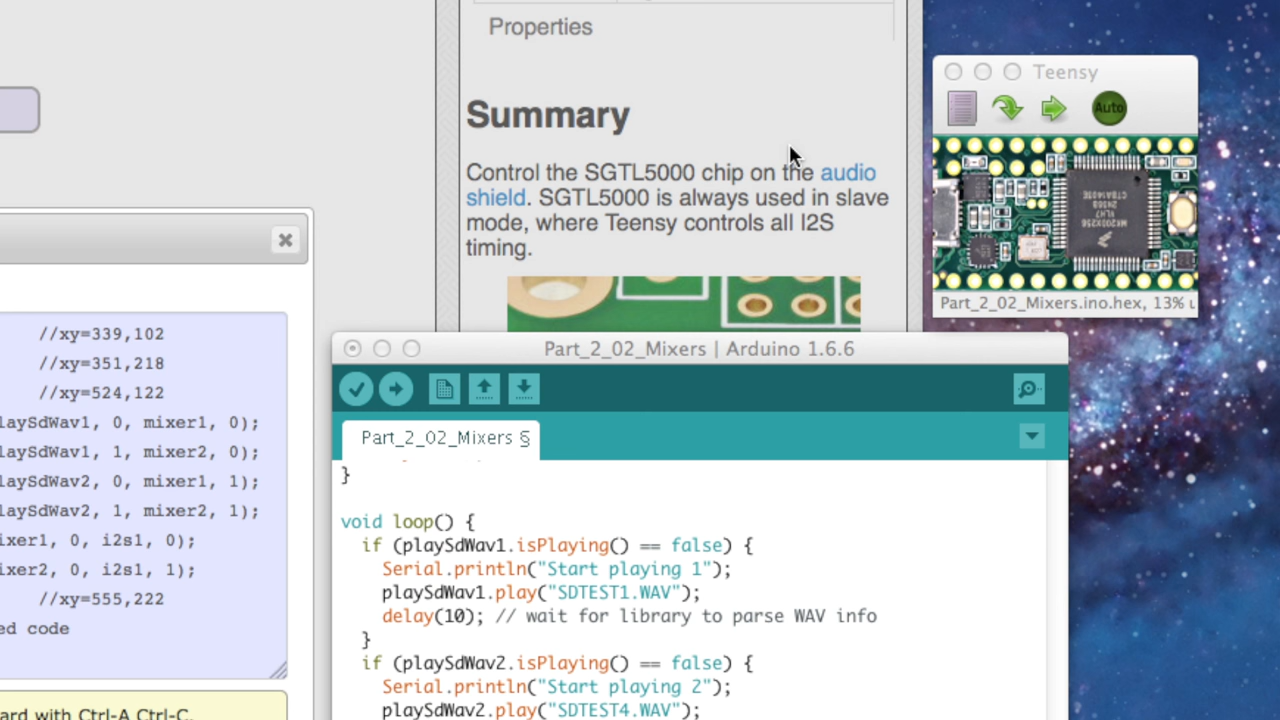 Properties
Summary
Control the SGTL5000 chip on the audio
shield. SGTL5000 is always used in slave
mode, where Teensy controls all I2S
timing.
Teensy
Auto
Part_2_02_Mixers.ino.hex, 13% u
//xy=339,102
//xy=351,218
//xy=524,122
laySdWav1, 0, mixer1, 0);
laySdWav1, 1, mixer2, 0);
laySdWav2, 0, mixer1, 1);
laySdWav2, 1, mixer2, 1);
ixer1, 0, i2s1, 0);
ixer2, 0, i2s1, 1);
//xy=555,222
ed code
ard with Ctrl-A Ctrl-C.
Part_2_02_Mixers | Arduino 1.6.6
Part_2_02_Mixers §
}
void loop() {
if (playSdWav1.isPlaying() == false) {
Serial.println("Start playing 1");
playSdWav1.play("SDTEST1.WAV");
delay(10); // wait for library to parse WAV info
}
if (playSdWav2.isPlaying() == false) {
Serial.println("Start playing 2");
playSdWav2.play("SDTEST4.WAV");